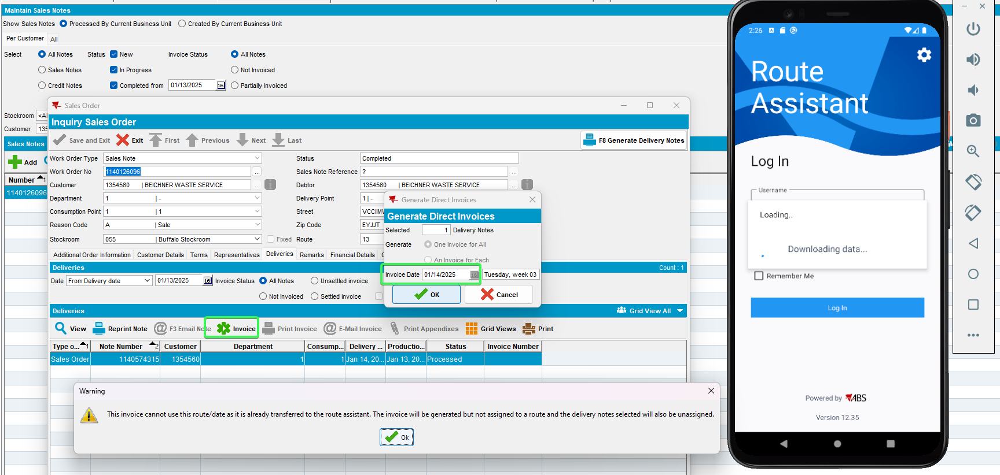 Maintain Sales Notes
Show Sales Notes Processed By Current Business Unit Created By Current Business Unit
Per Customer All
Select All Notes Status New Invoice Status All Notes
Sales Notes In Progress Not Invoiced
Credit Notes Completed from 01/13/2025 16 Partially Invoiced
Stockroom
Customer
Sales Notes
Add
Number 1
1140126096
Sales Order
Inquiry Sales Order
Save and Exit Exit First Previous Next Last F8 Generate Delivery Notes
Work Order Type Sales Note Status Completed
Work Order No 1140126096 ... Sales Note Reference ? ...
Customer 1354560 | BEICHNER WASTE SERVICE ... Debtor 1354560 | BEICHNER WASTE SERVICE ...
Department 1 | - Delivery Point 1 | -
Consumption Point 1 | 1 Street
Reason Code A | Sale Zip Code EYJJT
Stockroom 055 | Buffalo Stockroom Fixed Route 13
Additional Order Information Customer Details Terms Representatives Deliveries Remarks Financial Details
Deliveries Count : 1
Date From Delivery date 01/13/2025 16 Invoice Status All Notes Unsettled invoice
Not Invoiced Settled invoice
Deliveries Grid View All
View Reprint Note F3 Email Note Invoice Print Invoice E-Mail Invoice Print Appendixes Grid Views Print
Type o... 1 Note Number 2 Customer Department Consump... Delivery ... Productio... Status Invoice Number
Sales Order 1140574315 1354560 1 1 Jan 14, 20... Jan 13, 20... Processed
Generate Direct Invoices
Generate Direct Invoices
Selected 1 Delivery Notes
Generate One Invoice for All
An Invoice for Each
Invoice Date 01/14/2025 16 Tuesday, week 03
OK Cancel
Warning
This invoice cannot use this route/date as it is already transferred to the route assistant. The invoice will be generated but not assigned to a route and the delivery notes selected will also be unassigned.
Ok
2:26
Route
Assistant
Log In
Username
Loading..
Downloading data...
Remember Me
Log In
Powered by ABS
Version 12.35